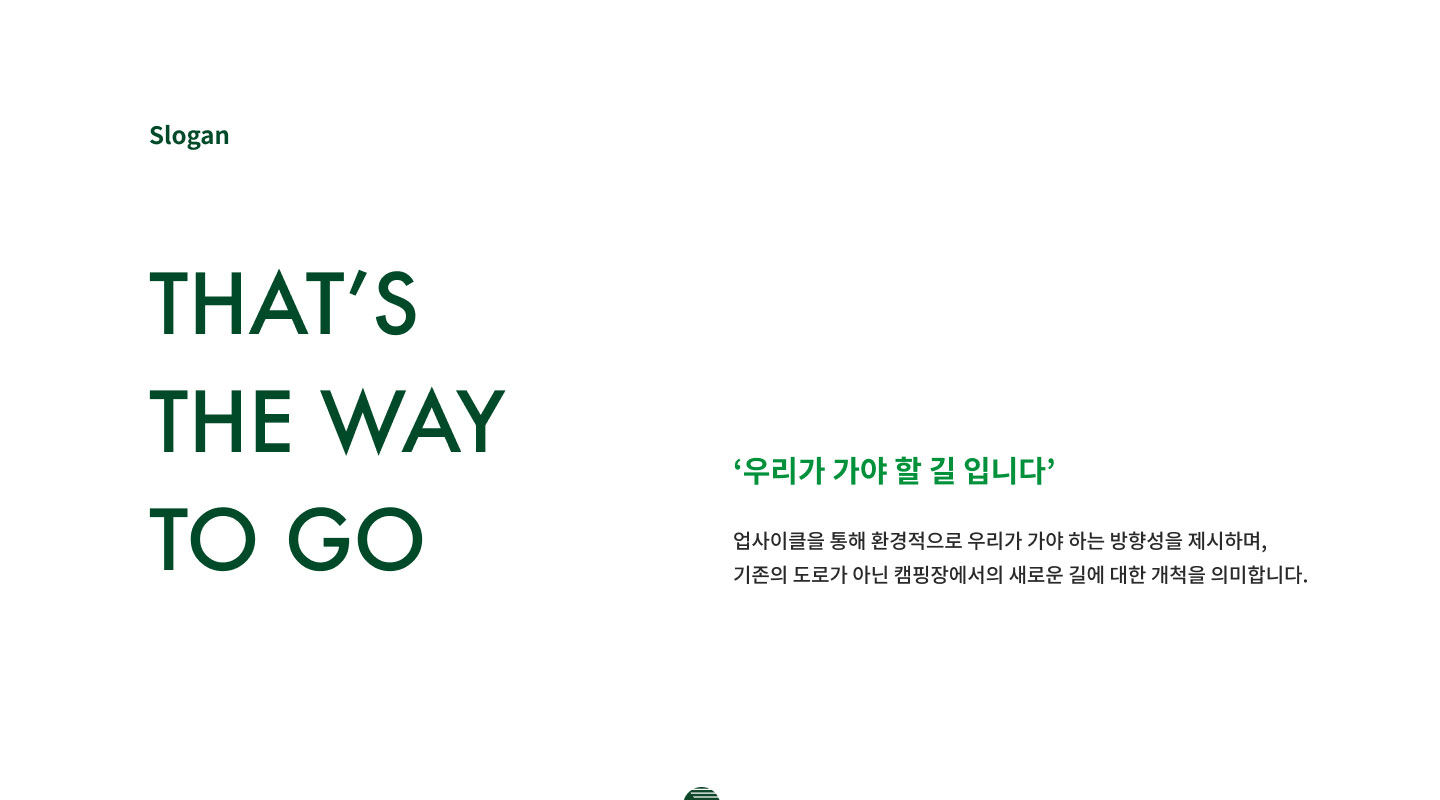 Slogan
THAT’S
THE WAY
TO GO
‘우리가 가야 할 길 입니다’
업사이클을 통해 환경적으로 우리가 가야 하는 방향성을 제시하며,
기존의 도로가 아닌 캠핑장에서의 새로운 길에 대한 개척을 의미합니다.